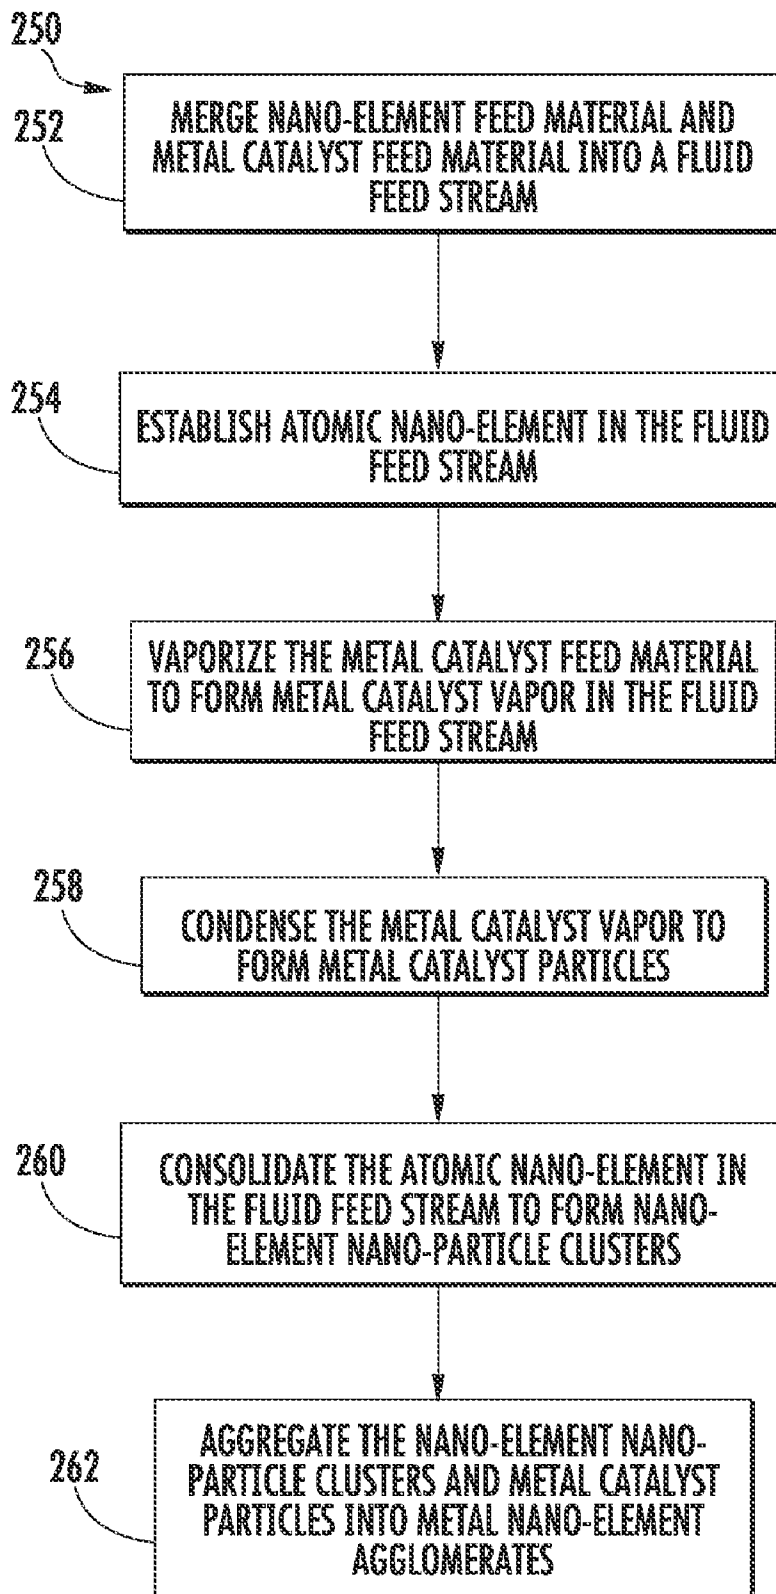 250
252
MERGE NANO-ELEMENT FEED MATERIAL AND
METAL CATALYST FEED MATERIAL INTO A FLUID
FEED STREAM
254
ESTABLISH ATOMIC NANO-ELEMENT IN THE FLUID
FEED STREAM
256
VAPORIZE THE METAL CATALYST FEED MATERIAL
TO FORM METAL CATALYST VAPOR IN THE FLUID
FEED STREAM
258
CONDENSE THE METAL CATALYST VAPOR TO
FORM METAL CATALYST PARTICLES
260
CONSOLIDATE THE ATOMIC NANO-ELEMENT IN
THE FLUID FEED STREAM TO FORM NANO-
ELEMENT NANO-PARTICLE CLUSTERS
262
AGGREGATE THE NANO-ELEMENT NANO-
PARTICLE CLUSTERS AND METAL CATALYST
PARTICLES INTO METAL NANO-ELEMENT
AGGLOMERATES